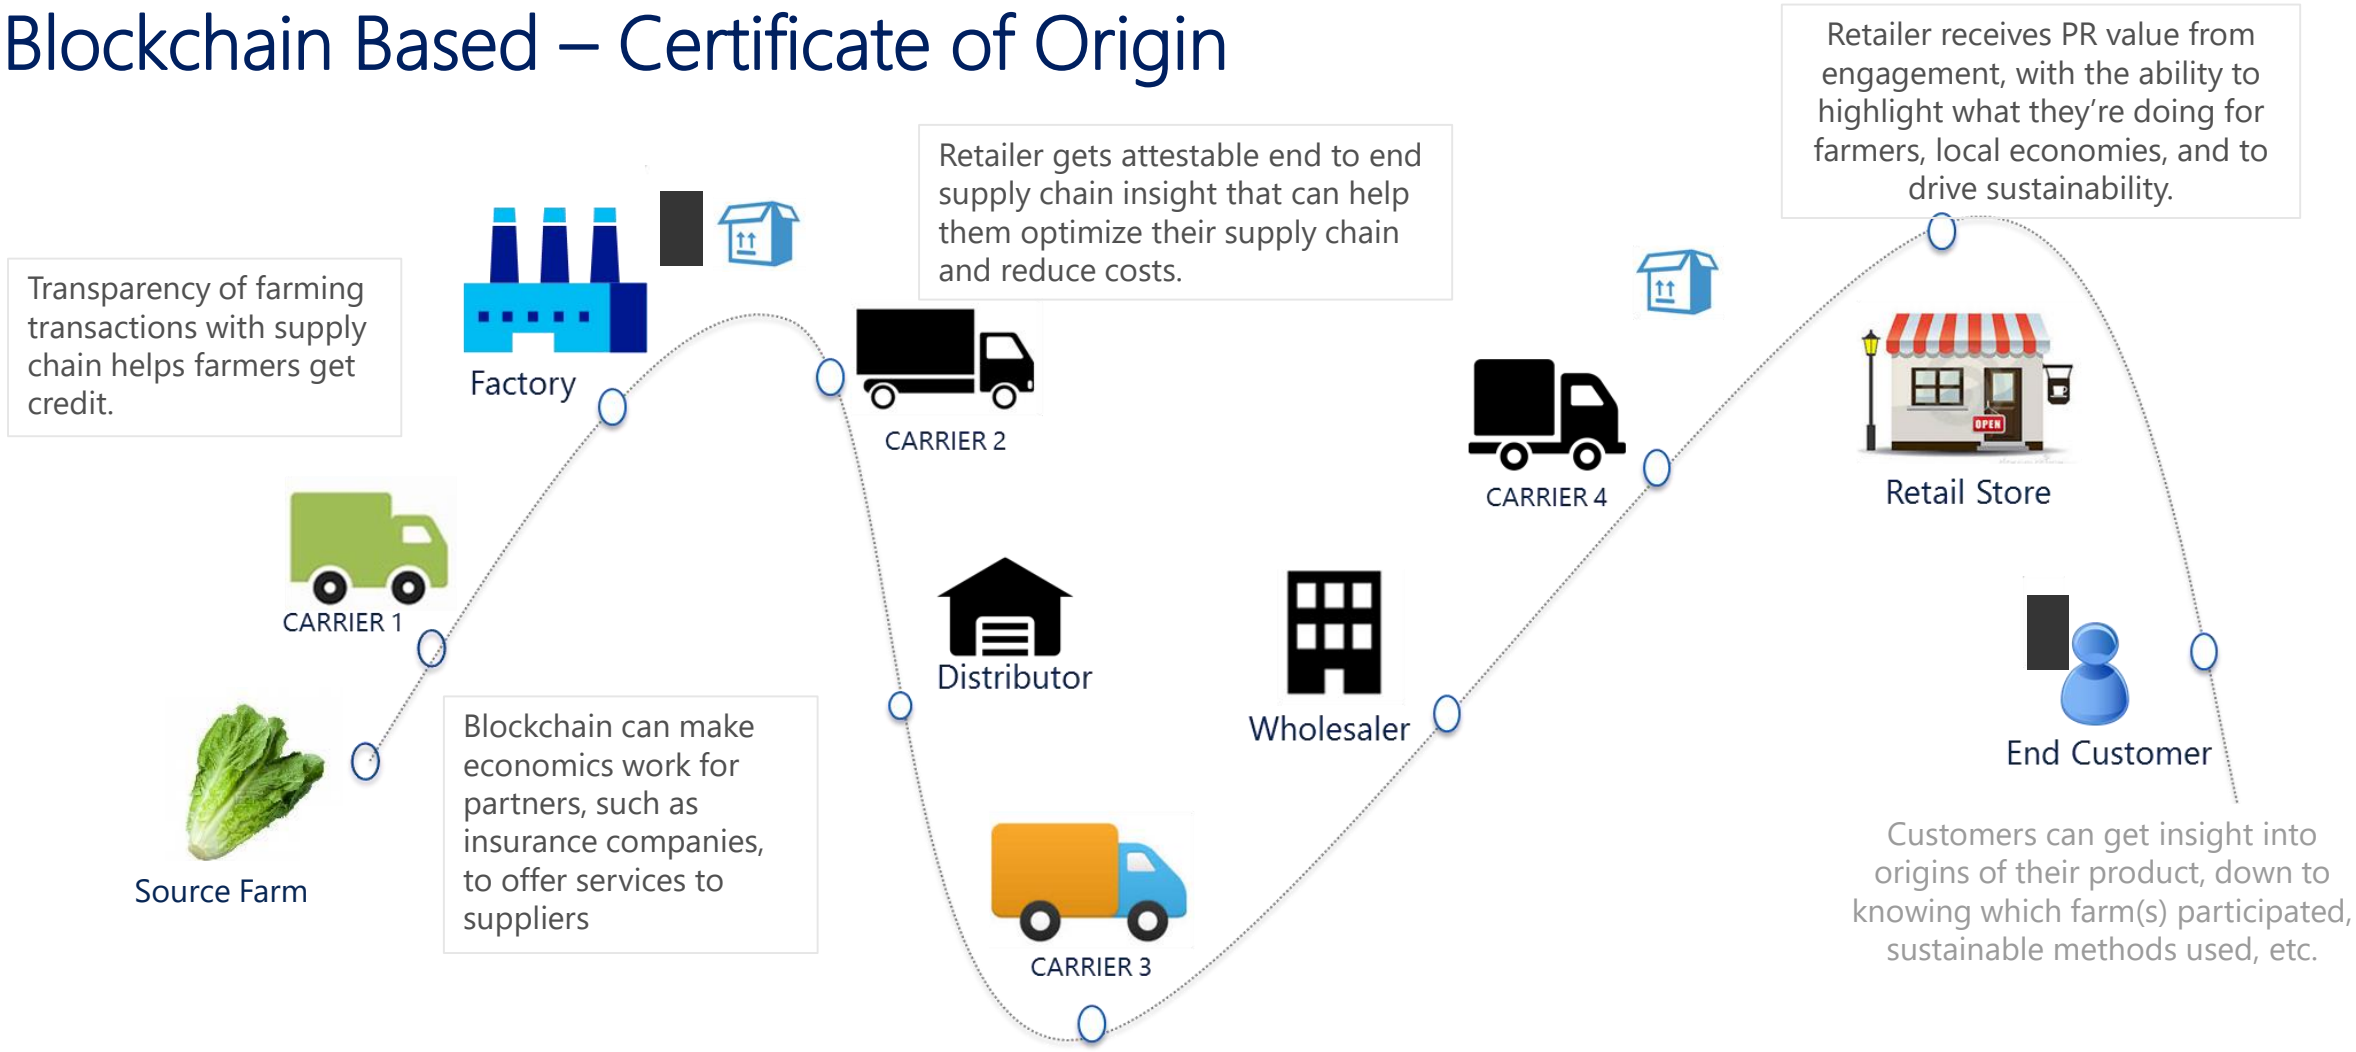 Blockchain Based – Certificate of Origin
Retailer receives PR value from
engagement, with the ability to
highlight what they're doing for
farmers, local economies, and to
drive sustainability.
Retailer gets attestable end to end
supply chain insight that can help
them optimize their supply chain
and reduce costs.
Transparency of farming
transactions with supply
chain helps farmers get
credit.
Factory
CARRIER 2
CARRIER 4
OPEN
Retail Store
CARRIER 1
Distributor
Wholesaler
End Customer
Blockchain can make
economics work for
partners, such as
insurance companies,
to offer services to
suppliers
Source Farm
CARRIER 3
Customers can get insight into
origins of their product, down to
knowing which farm(s) participated,
sustainable methods used, etc.